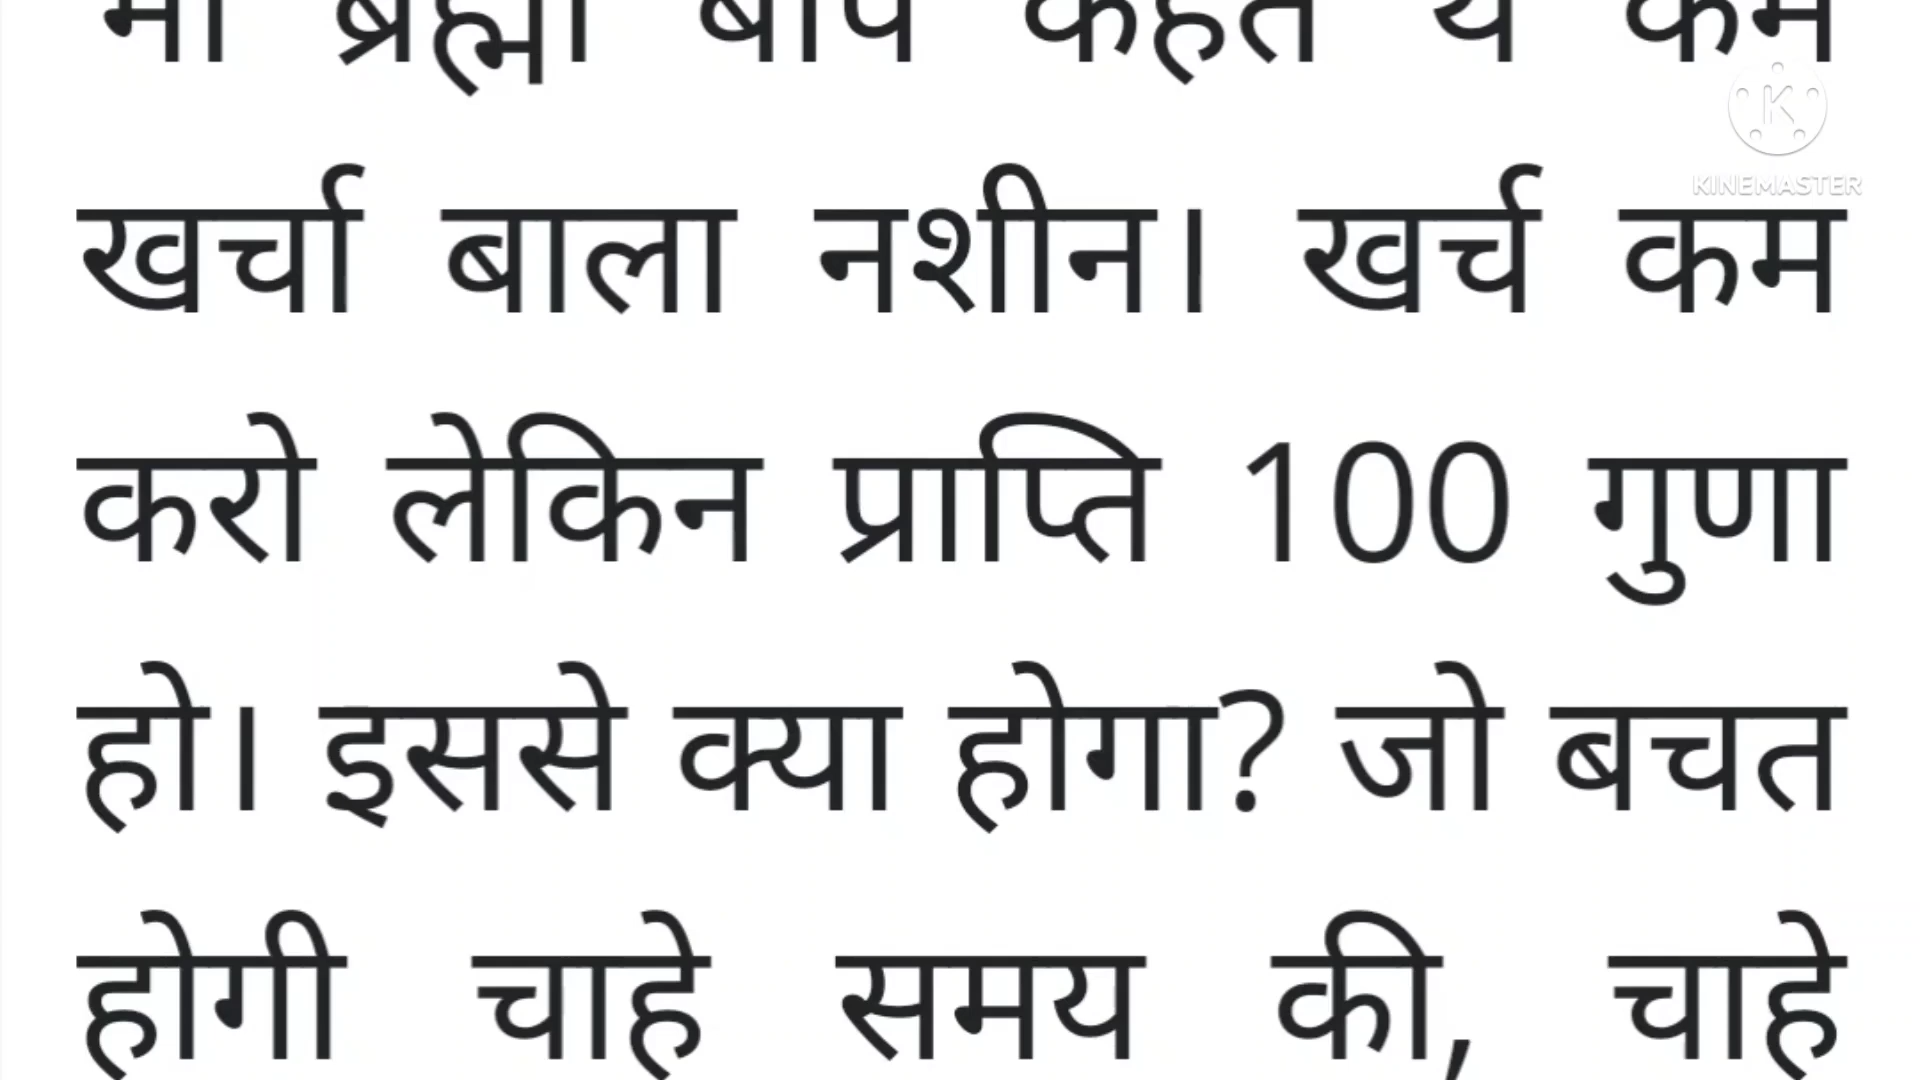 खर्चा बाला नशीन। खर्च कम
KINEMASTER
करो लेकिन प्राप्ति 100 गुणा
हो। इससे क्या होगा? जो बचत
होगी चाहे समय की, चाहे